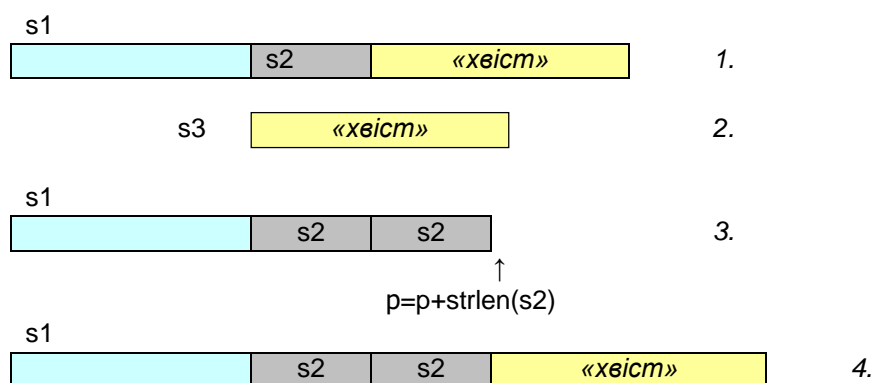 s1
s2 «хвіст» 1.
s3 «хвіст» 2.
s1
s2 s2 3.
↑
p=p+strlen(s2)
s1
s2 s2 «хвіст» 4.